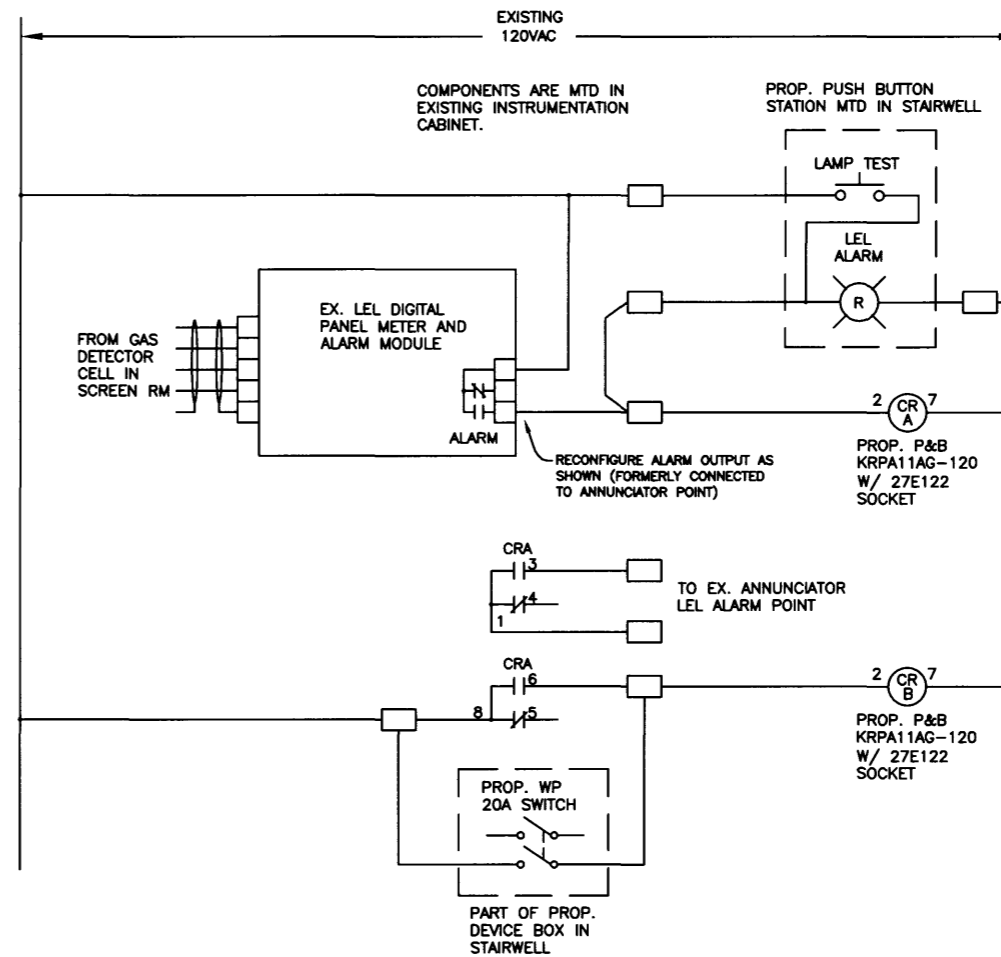 EXISTING
120VAC
COMPONENTS ARE MTD IN
EXISTING INSTRUMENTATION
CABINET.
PROP. PUSH BUTTON
STATION MTD IN STAIRWELL
LAMP TEST
LEL
ALARM
R
EX. LEL DIGITAL
PANEL METER AND
ALARM MODULE
FROM GAS
DETECTOR
CELL IN
SCREEN RM
ALARM
RECONFIGURE ALARM OUTPUT AS
SHOWN (FORMERLY CONNECTED
TO ANNUNCIATOR POINT)
2
CR
A
7
PROP. P&B
KRPA11AG-120
W/ 27E122
SOCKET
CRA
3
4
1
TO EX. ANNUNCIATOR
LEL ALARM POINT
CRA
6
8
5
2
CR
B
7
PROP. P&B
KRPA11AG-120
W/ 27E122
SOCKET
PROP. WP
20A SWITCH
PART OF PROP.
DEVICE BOX IN
STAIRWELL